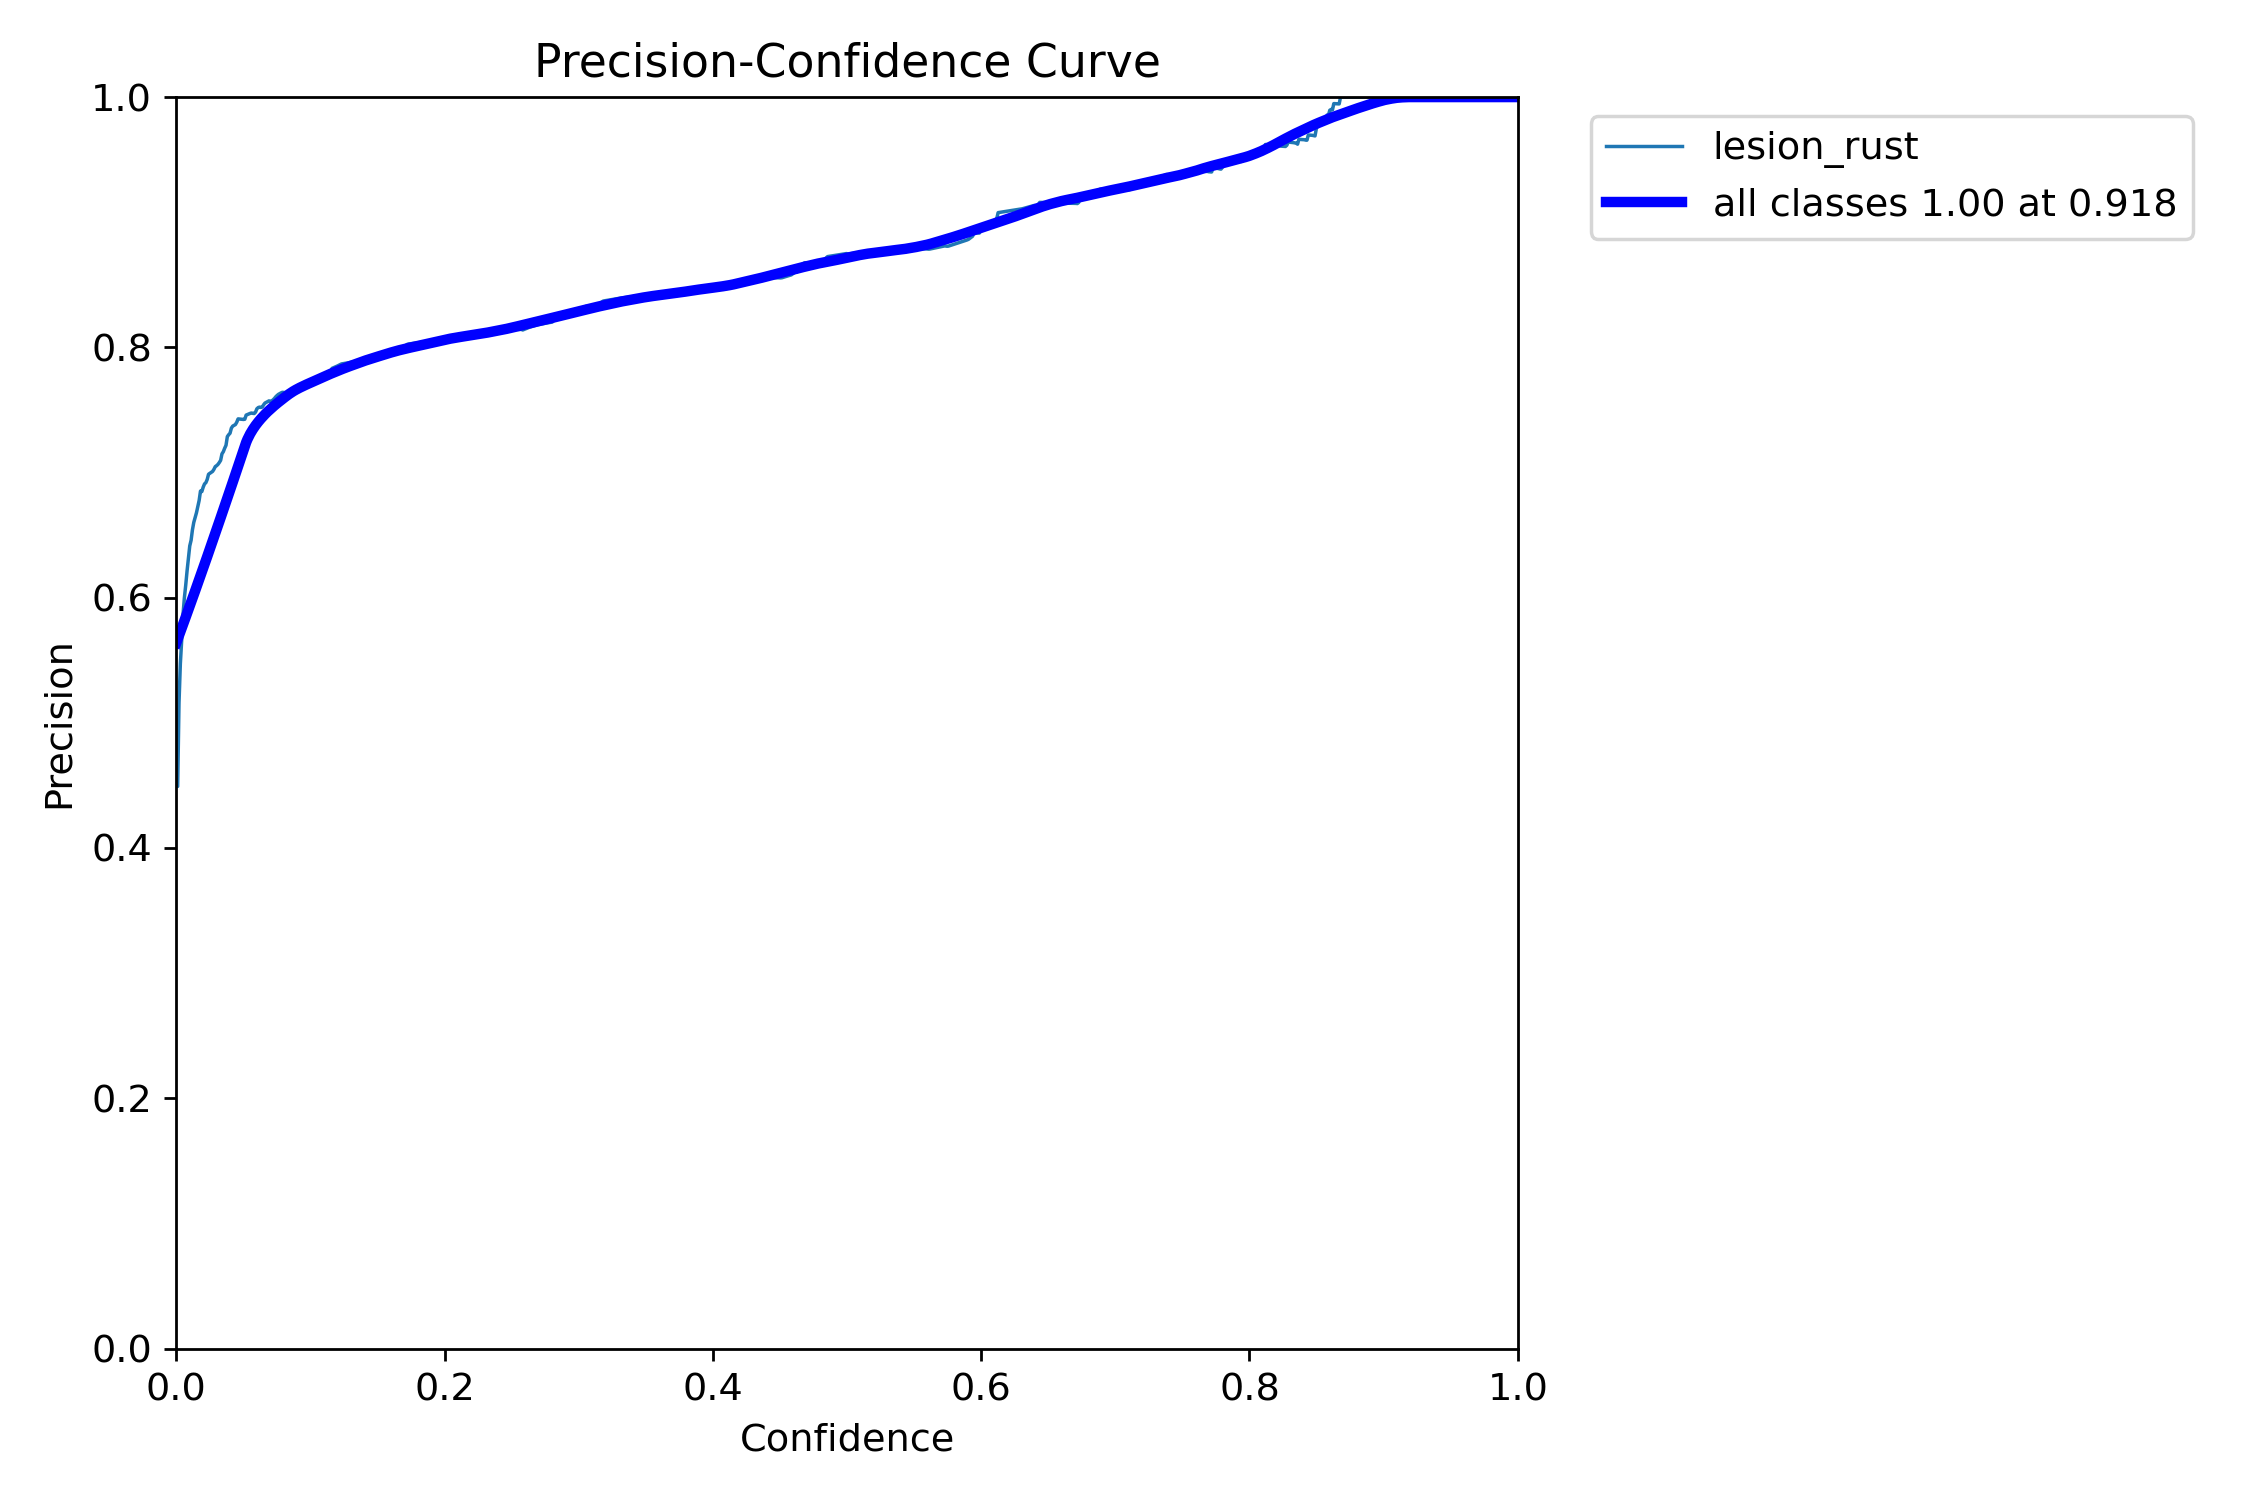 Precision-Confidence Curve
1.0
0.8
0.6
0.4
0.2
0.0
Precision
0.0 0.2 0.4 0.6 0.8 1.0
Confidence
lesion_rust
all classes 1.00 at 0.918